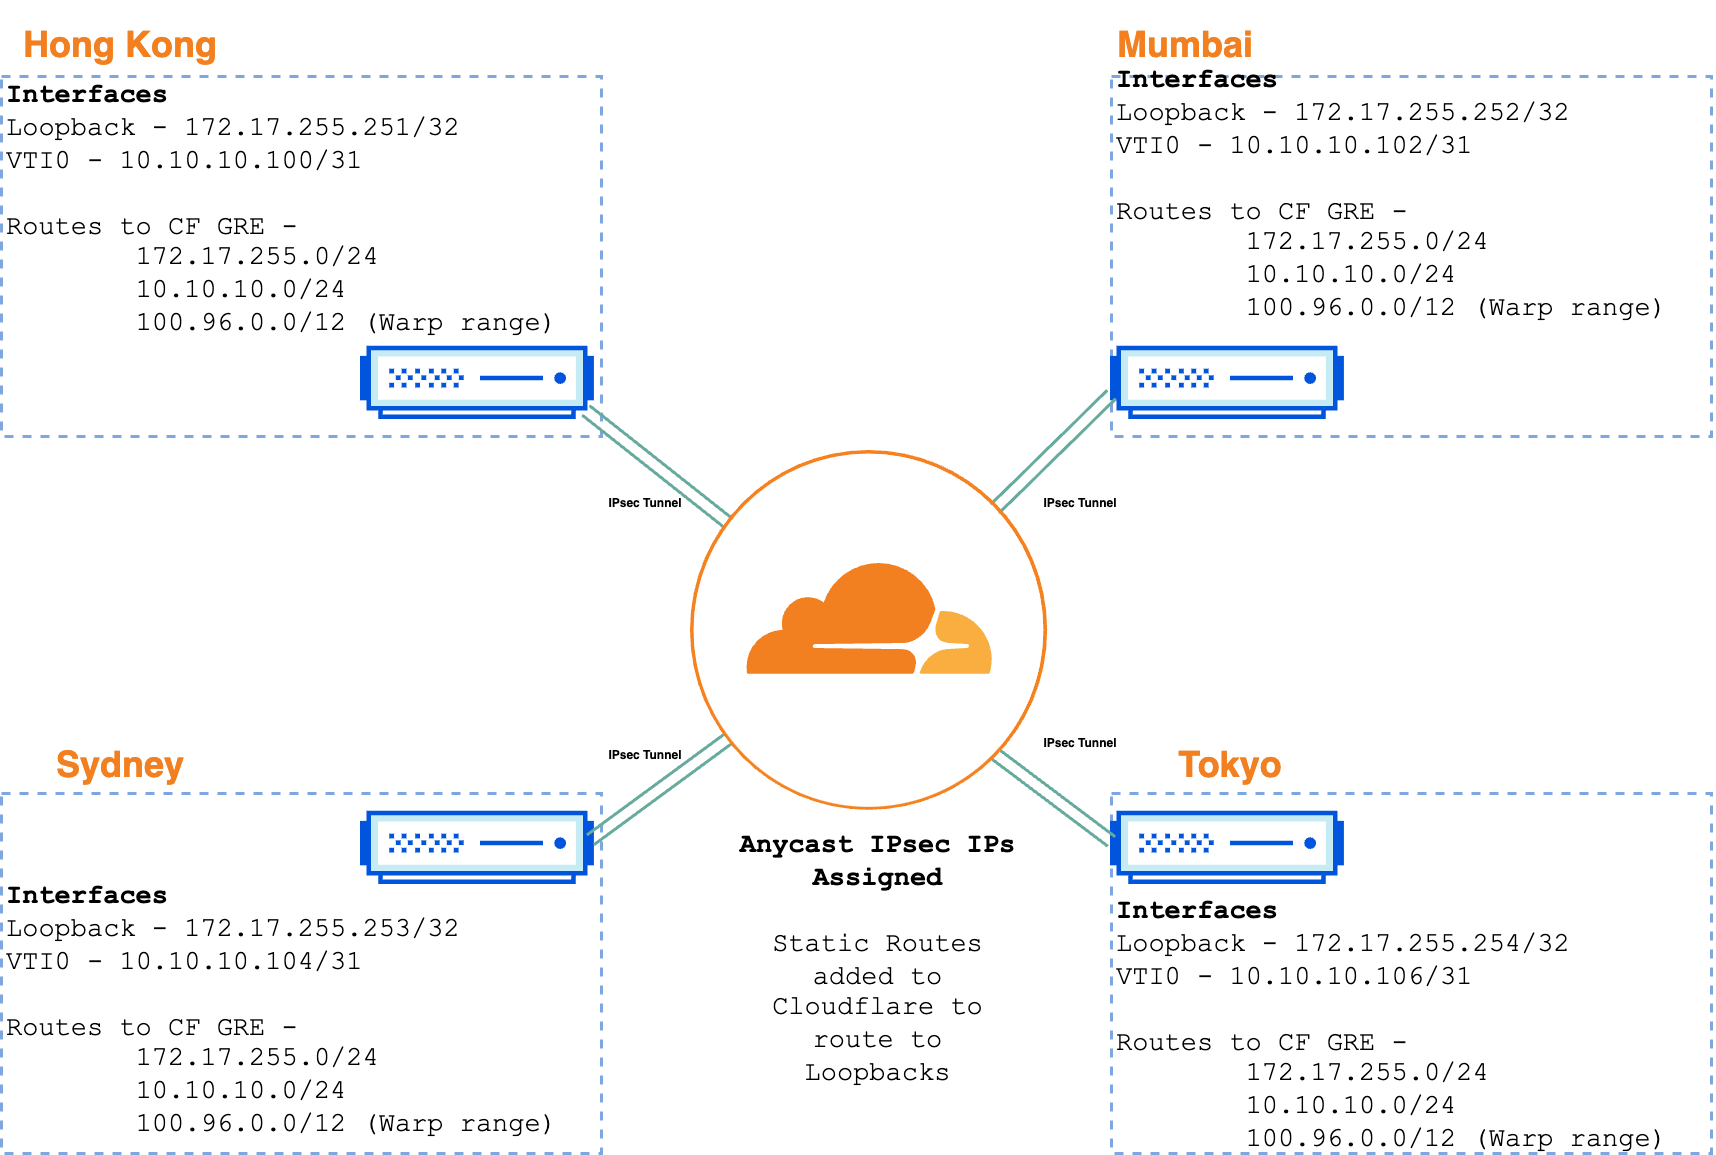 Hong Kong
Interfaces
Loopback - 172.17.255.251/32
VTI0 - 10.10.10.100/31
Routes to CF GRE -
172.17.255.0/24
10.10.10.0/24
100.96.0.0/12 (Warp range)
Mumbai
Interfaces
Loopback - 172.17.255.252/32
VTI0 - 10.10.10.102/31
Routes to CF GRE -
172.17.255.0/24
10.10.10.0/24
100.96.0.0/12 (Warp range)
IPsec Tunnel
IPsec Tunnel
IPsec Tunnel
IPsec Tunnel
Sydney
Interfaces
Loopback - 172.17.255.253/32
VTI0 - 10.10.10.104/31
Routes to CF GRE -
172.17.255.0/24
10.10.10.0/24
100.96.0.0/12 (Warp range)
Anycast IPsec IPs
Assigned
Static Routes
added to
Cloudflare to
route to
Loopbacks
Tokyo
Interfaces
Loopback - 172.17.255.254/32
VTI0 - 10.10.10.106/31
Routes to CF GRE -
172.17.255.0/24
10.10.10.0/24
100.96.0.0/12 (Warp range)